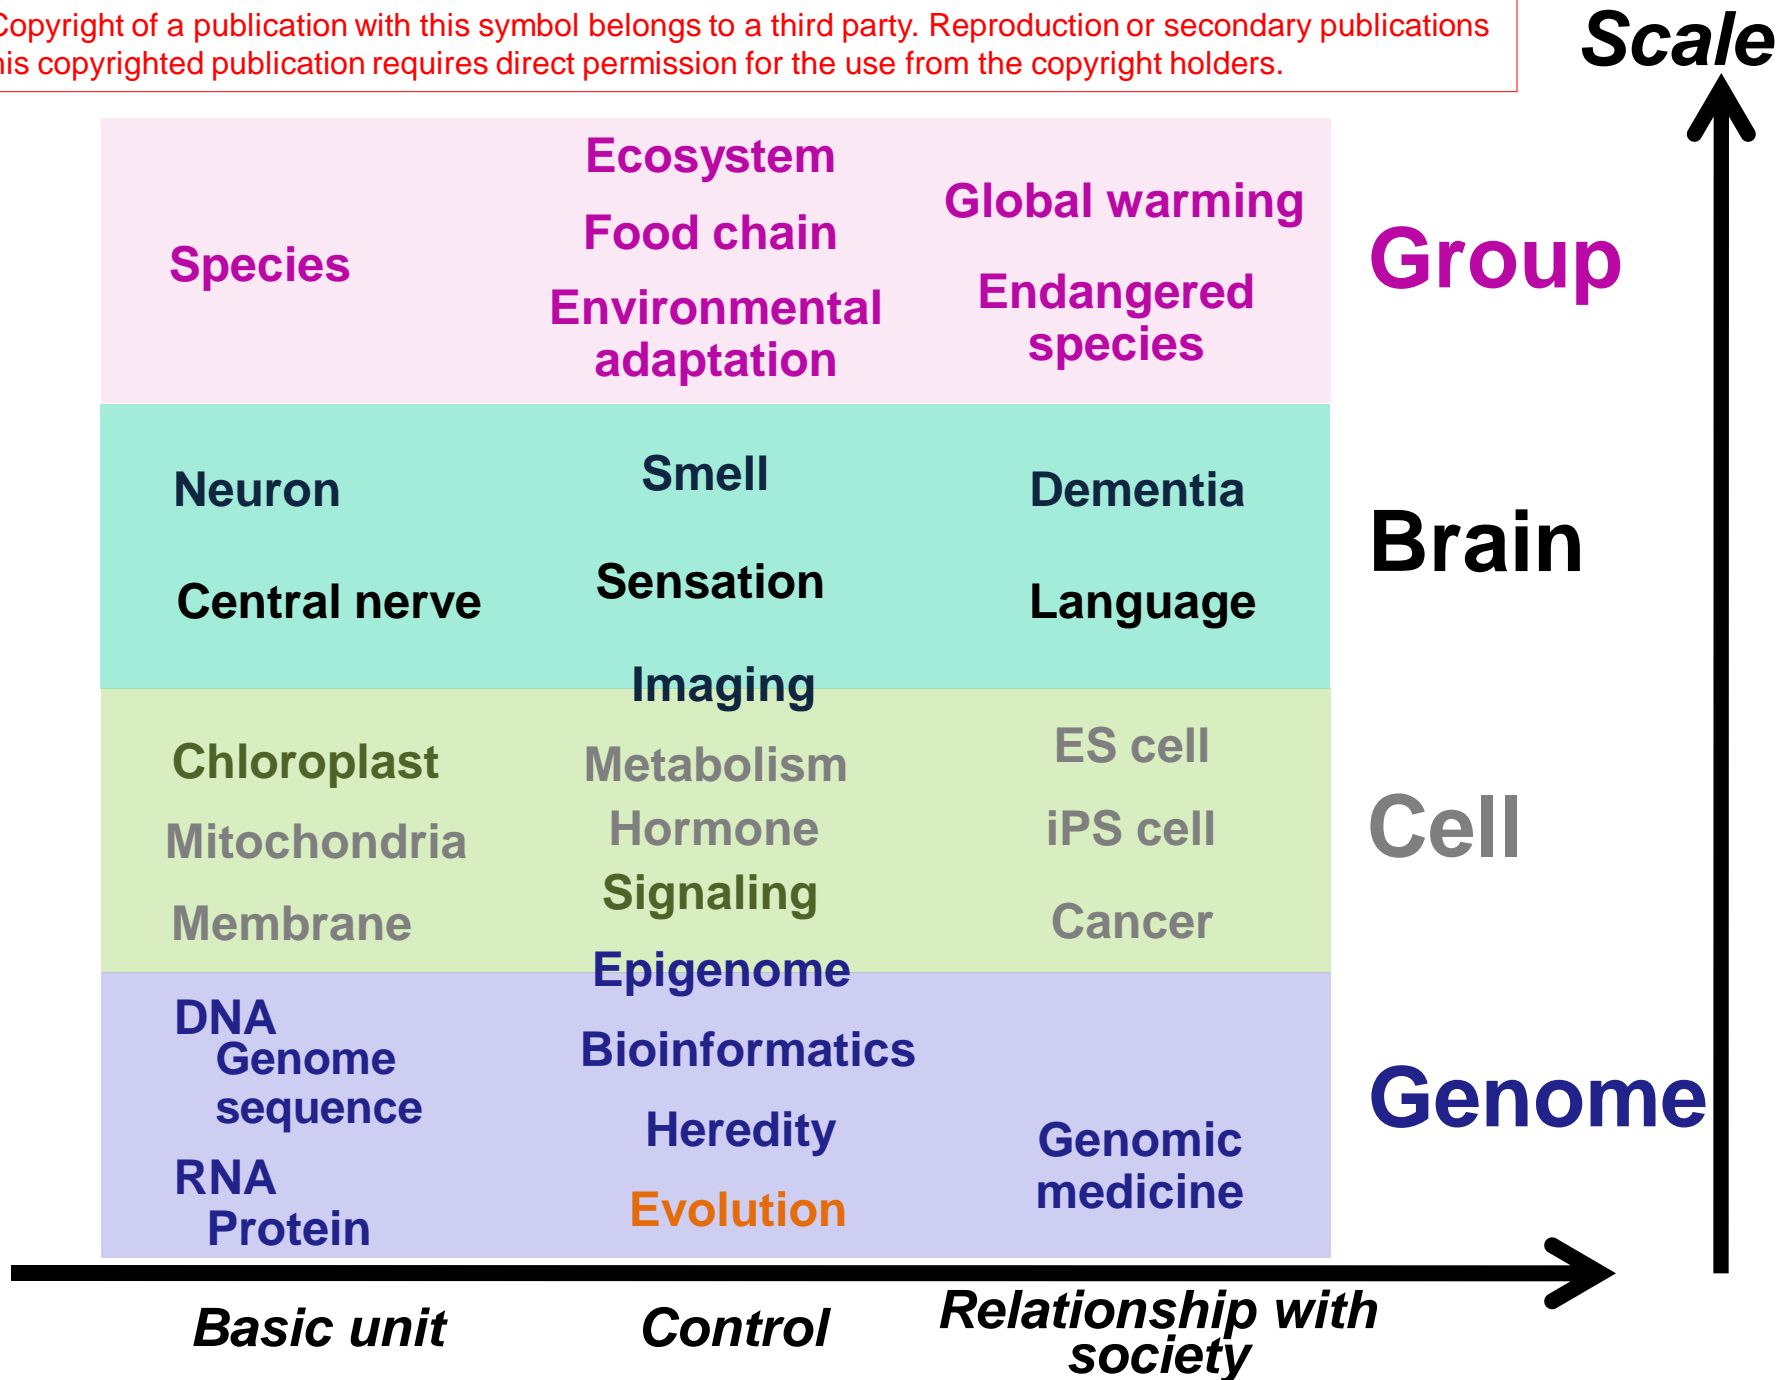 Copyright of a publication with this symbol belongs to a third party. Reproduction or secondary publications
his copyrighted publication requires direct permission for the use from the copyright holders.
Scale
Ecosystem
Food chain
Environmental
adaptation
Species
Global warming
Endangered
species
Group
Neuron
Central nerve
Smell
Sensation
Imaging
Dementia
Language
Brain
Chloroplast
Mitochondria
Membrane
Metabolism
Hormone
Signaling
Epigenome
ES cell
iPS cell
Cancer
Cell
DNA
Genome
sequence
RNA
Protein
Bioinformatics
Heredity
Evolution
Genomic
medicine
Genome
Basic unit
Control
Relationship with
society